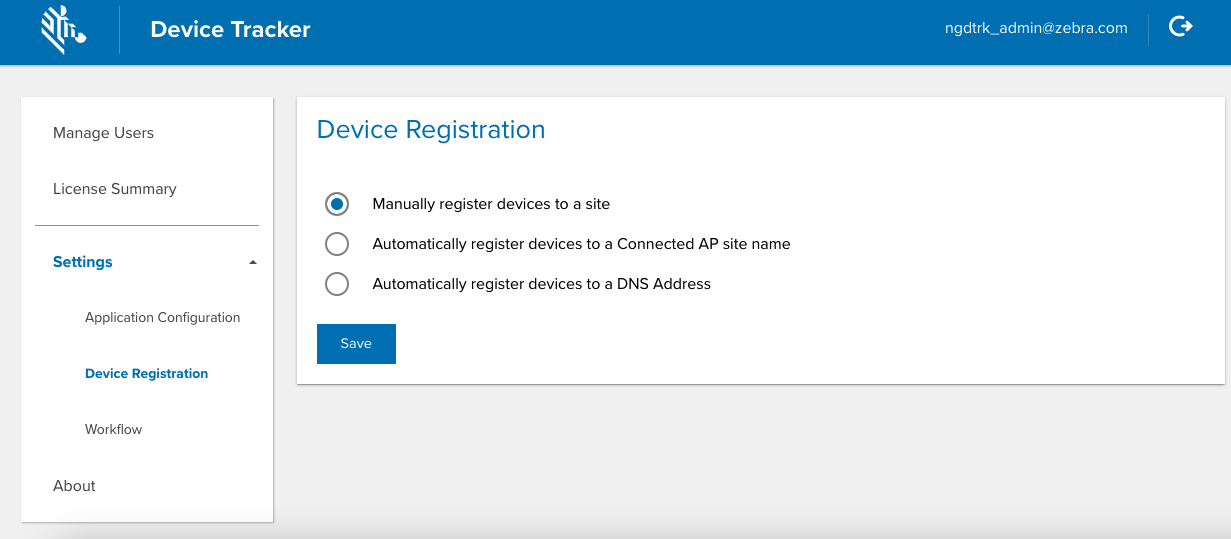 Device Tracker
ngdtrk_admin@zebra.com
Manage Users
License Summary
Settings
Application Configuration
Device Registration
Workflow
About
Device Registration
Manually register devices to a site
Automatically register devices to a Connected AP site name
Automatically register devices to a DNS Address
Save